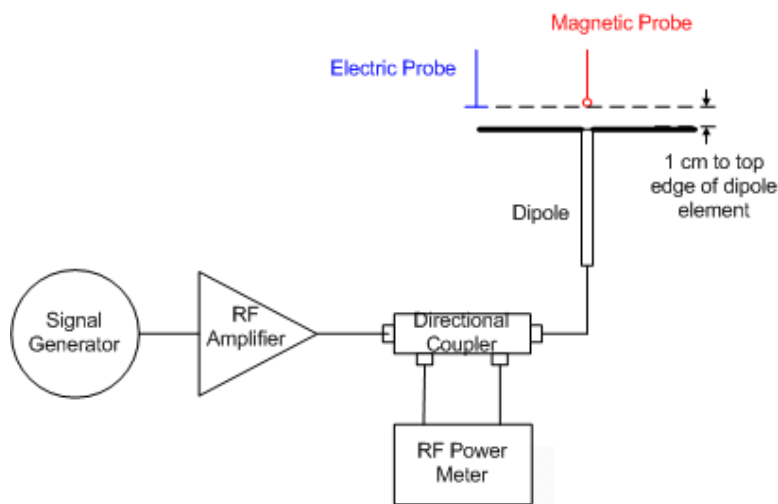 Magnetic Probe
Electric Probe
1 cm to top
edge of dipole
element
Dipole
Signal
Generator
RF
Amplifier
Directional
Coupler
RF Power
Meter